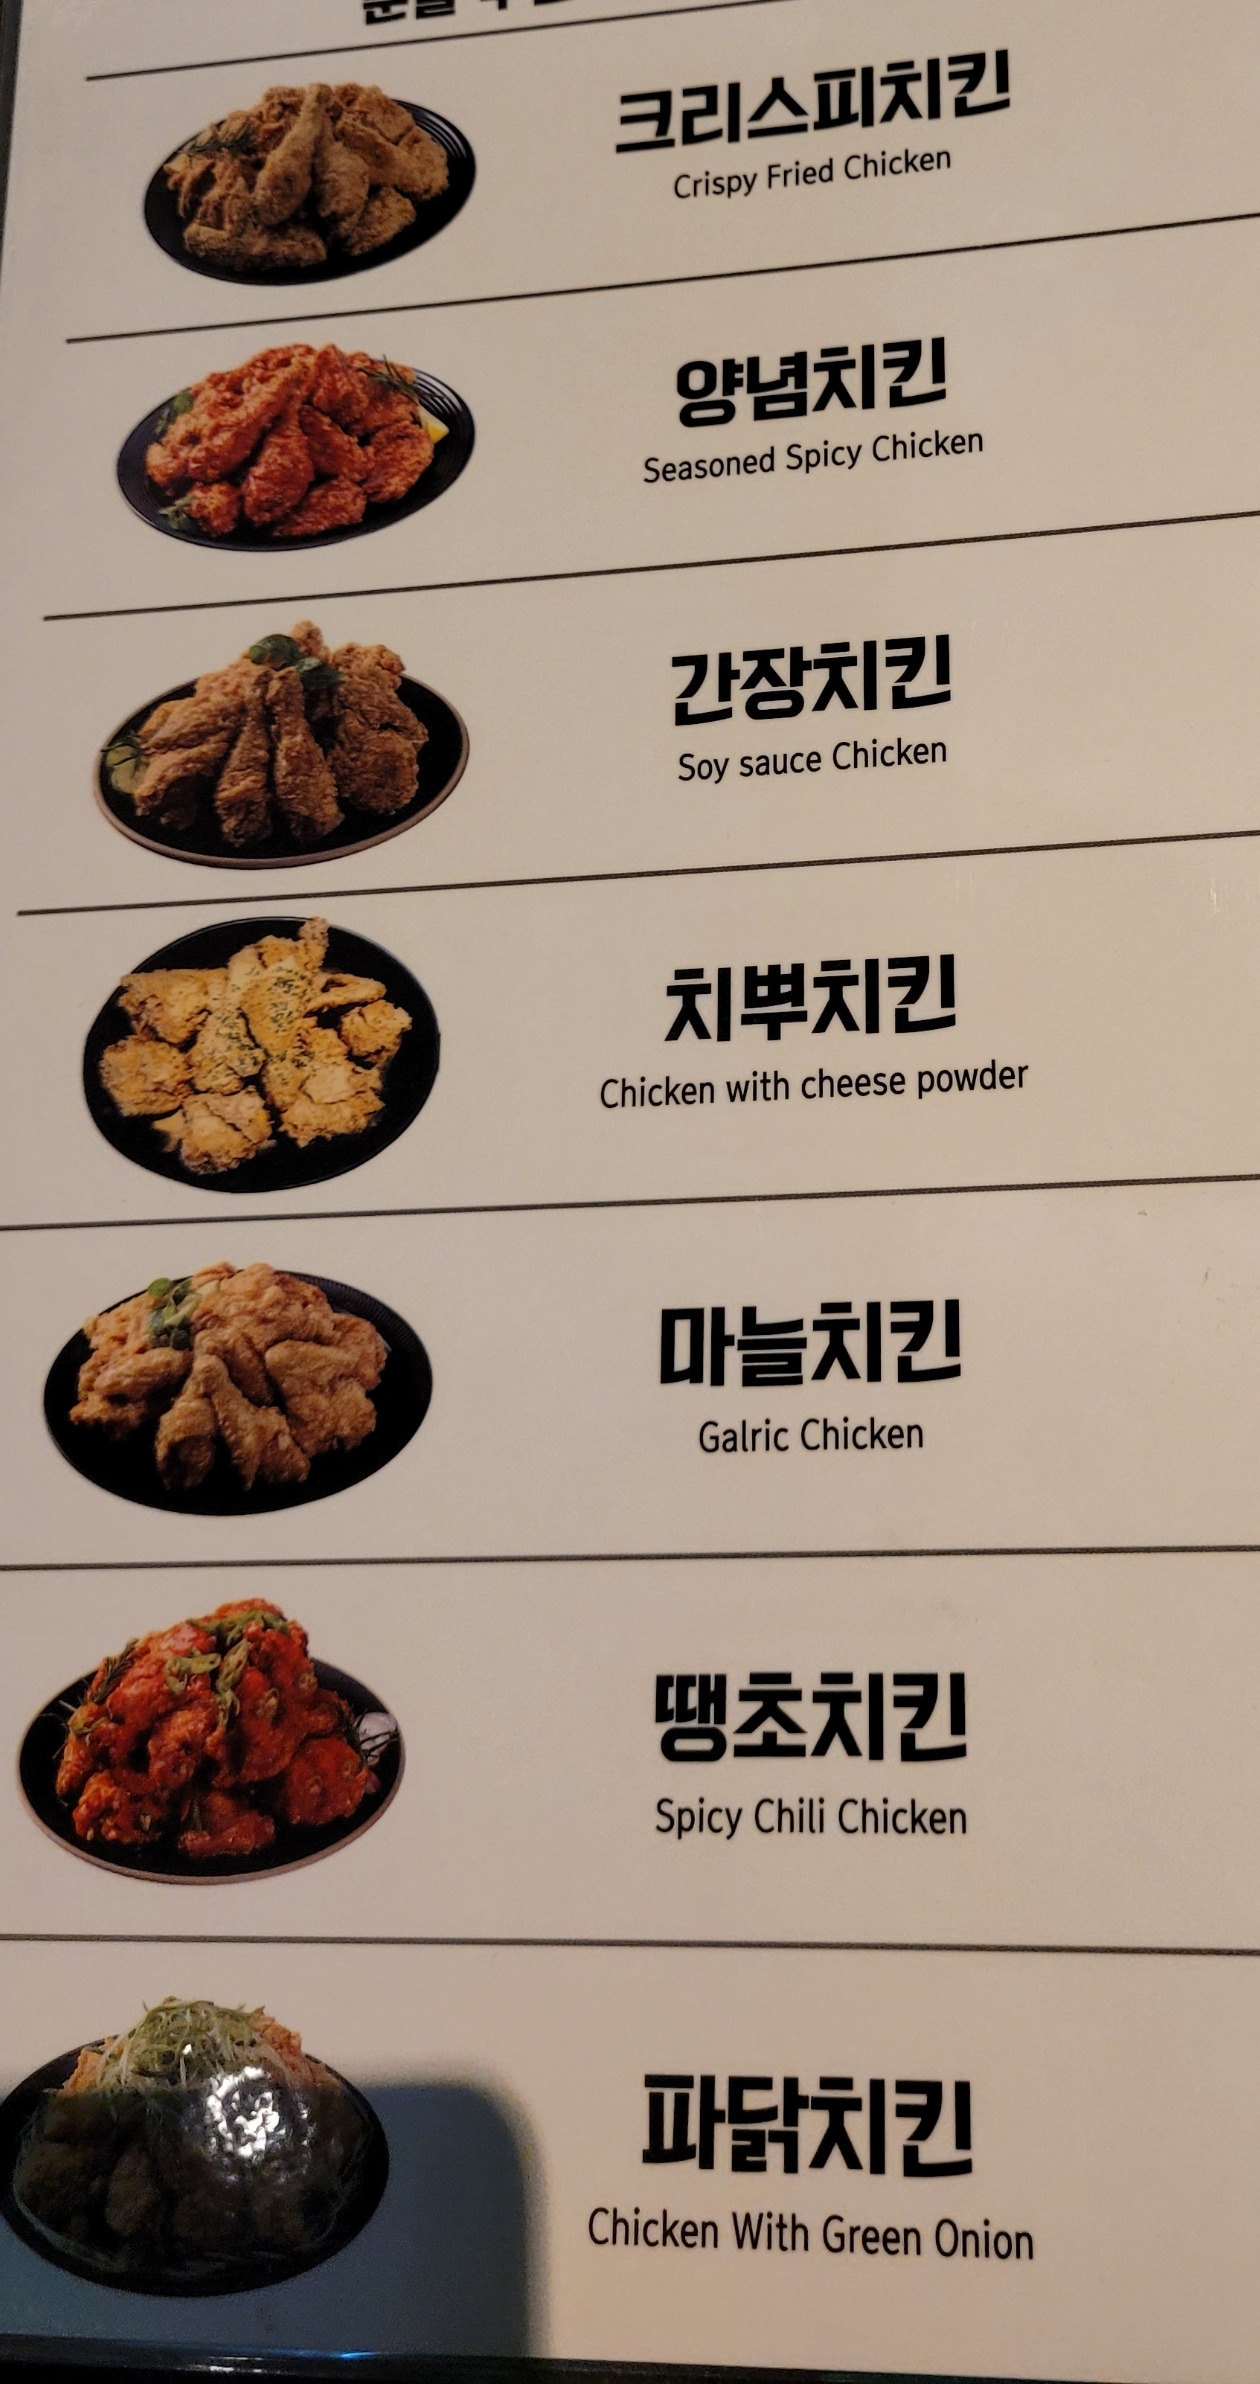 크리스피치킨
Crispy Fried Chicken
양념치킨
Seasoned Spicy Chicken
간장치킨
Soy sauce Chicken
치뿌치킨
Chicken with cheese powder
마늘치킨
Galric Chicken
땡초치킨
Spicy Chili Chicken
파닭치킨
Chicken With Green Onion